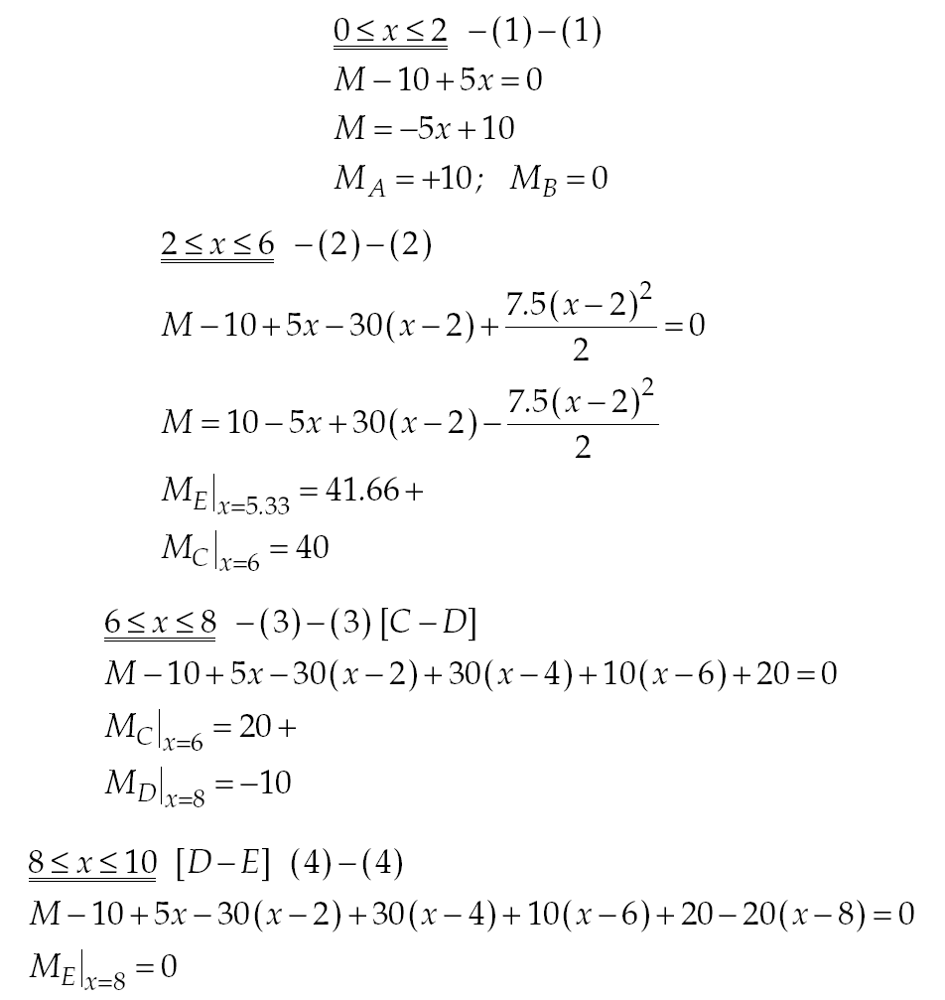 0 ≤ x ≤ 2 −(1)−(1)
M − 10 + 5x = 0
M = −5x + 10
M_A = +10; M_B = 0
2 ≤ x ≤ 6 −(2)−(2)
M − 10 + 5x − 30(x − 2) + 7.5(x − 2)²/2 = 0
M = 10 − 5x + 30(x − 2) − 7.5(x − 2)²/2
M_E|x=5.33 = 41.66 +
M_C|x=6 = 40
6 ≤ x ≤ 8 −(3)−(3) [C − D]
M − 10 + 5x − 30(x − 2) + 30(x − 4) + 10(x − 6) + 20 = 0
M_C|x=6 = 20 +
M_D|x=8 = −10
8 ≤ x ≤ 10 [D − E] (4)−(4)
M − 10 + 5x − 30(x − 2) + 30(x − 4) + 10(x − 6) + 20 − 20(x − 8) = 0
M_E|x=8 = 0